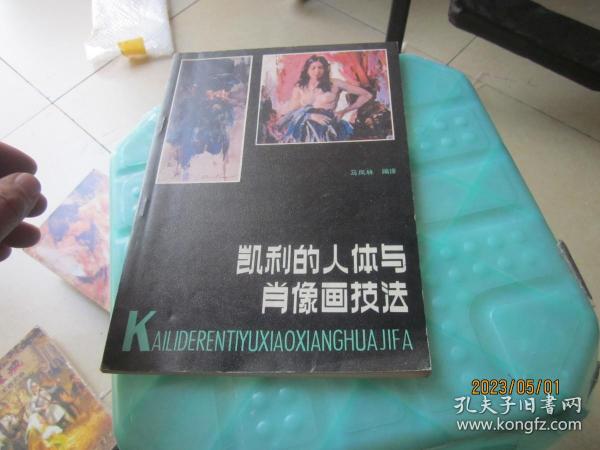 马凤林 编译
凯利的人体与
肖像画技法
KAILIDERENTIYUXIAOXIANGHUAJIFA
2023/05/01
孔夫子旧书网
www.kongfz.com